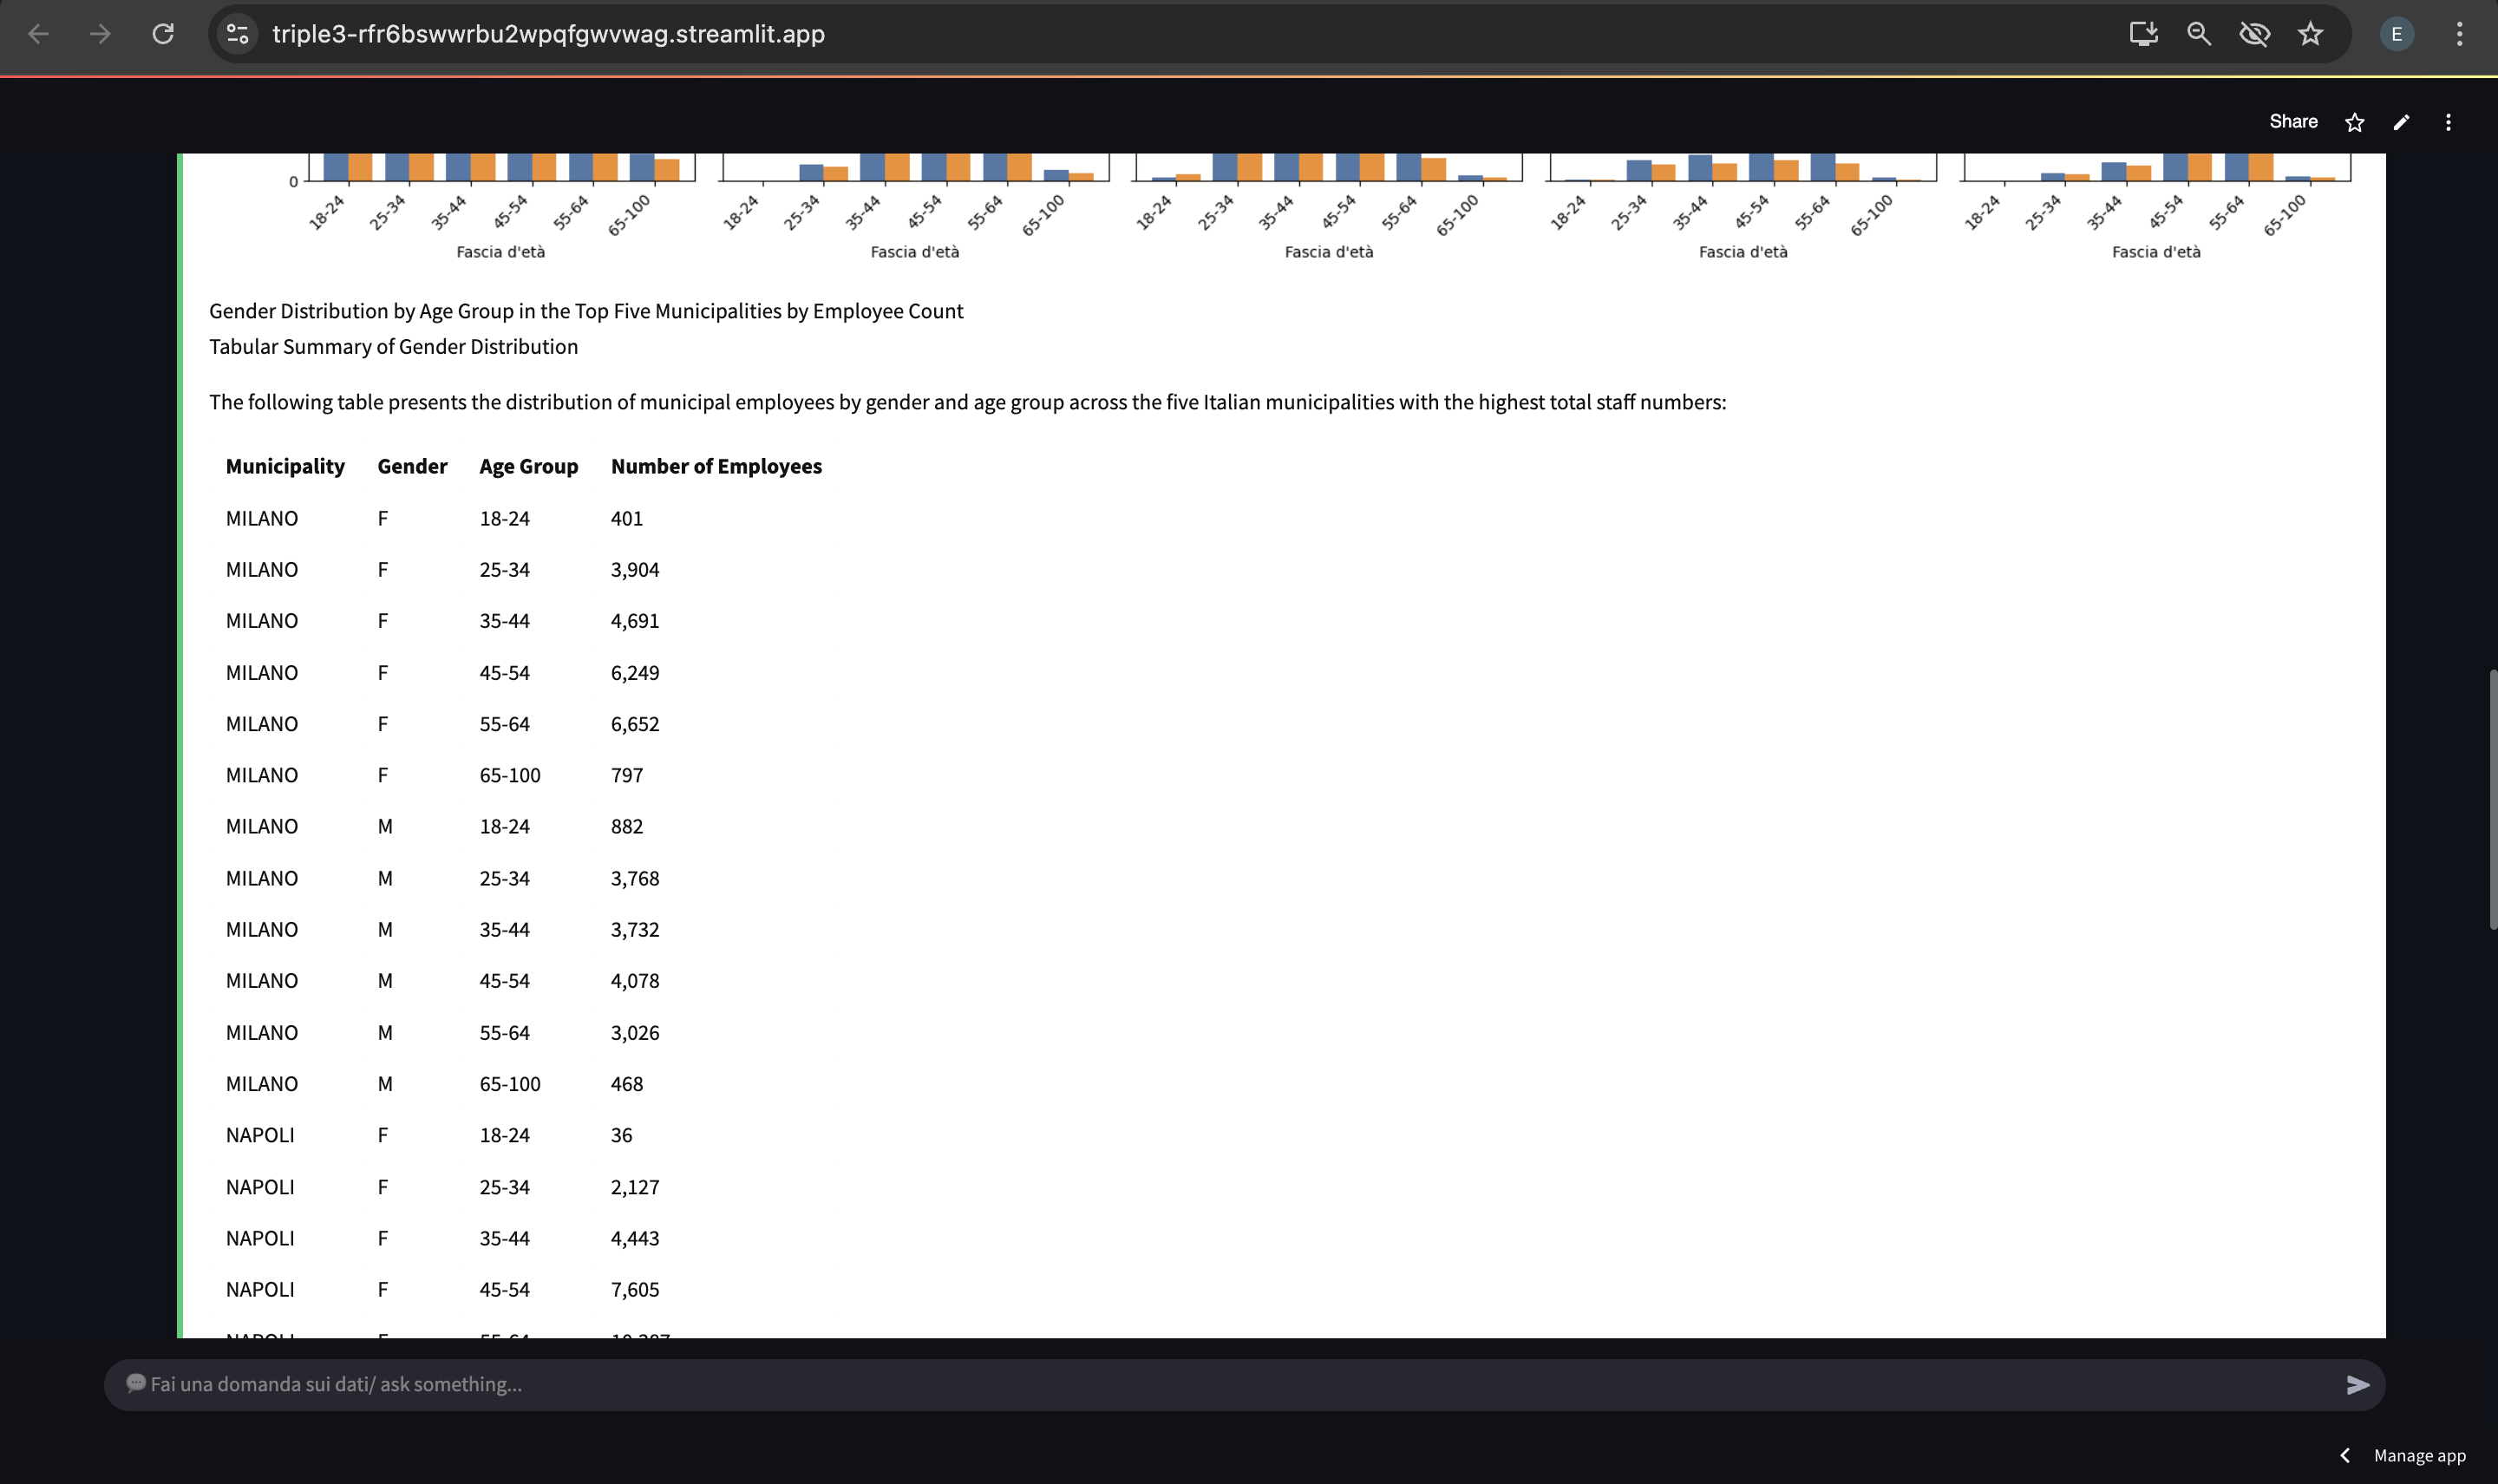 triple3-rfr6bswwrbu2wpqfgwvwag.streamlit.app
E
Share
0
18-24 25-34 35-44 45-54 55-64 65-100 18-24 25-34 35-44 45-54 55-64 65-100 18-24 25-34 35-44 45-54 55-64 65-100 18-24 25-34 35-44 45-54 55-64 65-100 18-24 25-34 35-44 45-54 55-64 65-100
Fascia d'età Fascia d'età Fascia d'età Fascia d'età Fascia d'età
Gender Distribution by Age Group in the Top Five Municipalities by Employee Count
Tabular Summary of Gender Distribution
The following table presents the distribution of municipal employees by gender and age group across the five Italian municipalities with the highest total staff numbers:
Municipality Gender Age Group Number of Employees
MILANO F 18-24 401
MILANO F 25-34 3,904
MILANO F 35-44 4,691
MILANO F 45-54 6,249
MILANO F 55-64 6,652
MILANO F 65-100 797
MILANO M 18-24 882
MILANO M 25-34 3,768
MILANO M 35-44 3,732
MILANO M 45-54 4,078
MILANO M 55-64 3,026
MILANO M 65-100 468
NAPOLI F 18-24 36
NAPOLI F 25-34 2,127
NAPOLI F 35-44 4,443
NAPOLI F 45-54 7,605
NAPOLI F 55-64
Fai una domanda sui dati/ ask something...
Manage app